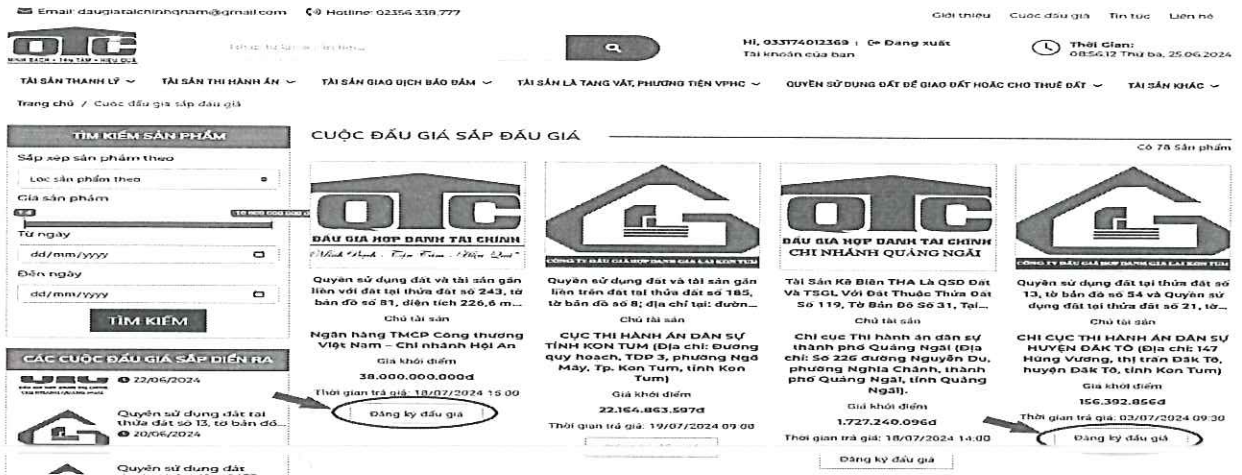 Email: daugiataichinhqnam@gmail.com
Hotline: 02356.338.777
Giới thiệu Cuộc đấu giá Tin tức Liên hệ
QTC
MINH BẠCH - TẬN TÂM - HIỆU QUẢ
Hi, 033174012369 | Đăng xuất
Tài khoản của bạn
Thời Gian:
08:56:12 Thứ ba, 25.06.2024
TÀI SẢN THANH LÝ TÀI SẢN THI HÀNH ÁN TÀI SẢN GIAO DỊCH BẢO ĐẢM TÀI SẢN LÀ TANG VẬT, PHƯƠNG TIỆN VPHC QUYỀN SỬ DỤNG ĐẤT ĐỂ GIAO ĐẤT HOẶC CHO THUÊ ĐẤT TÀI SẢN KHÁC
Trang chủ / Cuộc đấu giá sắp đấu giá
TÌM KIẾM SẢN PHẨM
Sắp xếp sản phẩm theo
Lọc sản phẩm theo
Giá sản phẩm
Từ ngày
dd/mm/yyyy
Đến ngày
dd/mm/yyyy
TÌM KIẾM
CÁC CUỘC ĐẤU GIÁ SẮP DIỄN RA
22/06/2024
Quyền sử dụng đất tại
thửa đất số 13, tờ bản đồ...
20/06/2024
Quyền sử dụng đất
CUỘC ĐẤU GIÁ SẮP ĐẤU GIÁ
Có 78 Sản phẩm
QTC
ĐẤU GIÁ HỢP DANH TÀI CHÍNH
Minh Bạch - Tận Tâm - Hiệu Quả
Quyền sử dụng đất và tài sản gắn
liền với đất tại thửa đất số 243, tờ
bản đồ số 81, diện tích 226,6 m...
Chủ tài sản
Ngân hàng TMCP Công thương
Việt Nam – Chi nhánh Hội An
Giá khởi điểm
38.000.000.000đ
Thời gian trả giá: 18/07/2024 15:00
Đăng ký đấu giá
CÔNG TY ĐẤU GIÁ HỢP DANH GIA LAI KON TUM
Quyền sử dụng đất và tài sản gắn
liền trên đất tại thửa đất số 185,
tờ bản đồ số 8; địa chỉ tại: đườn...
Chủ tài sản
CỤC THI HÀNH ÁN DÂN SỰ
TỈNH KON TUM (Địa chỉ: Đường
quy hoạch, TDP 3, phường Ngô
Mây, Tp. Kon Tum, tỉnh Kon
Tum)
Giá khởi điểm
22.164.863.597đ
Thời gian trả giá: 19/07/2024 09:00
QTC
ĐẤU GIÁ HỢP DANH TÀI CHÍNH
CHI NHÁNH QUẢNG NGÃI
Tài Sản Kê Biên THA Là QSD Đất
Và TSGL Với Đất Thuộc Thửa Đất
Số 119, Tờ Bản Đồ Số 31, Tại...
Chủ tài sản
Chi cục Thi hành án dân sự
thành phố Quảng Ngãi (Địa
chỉ: Số 226 đường Nguyễn Du,
phường Nghĩa Chánh, thành
phố Quảng Ngãi, tỉnh Quảng
Ngãi).
Giá khởi điểm
1.727.240.096đ
Thời gian trả giá: 18/07/2024 14:00
Đăng ký đấu giá
CÔNG TY ĐẤU GIÁ HỢP DANH GIA LAI KON TUM
Quyền sử dụng đất tại thửa đất số
13, tờ bản đồ số 54 và Quyền sử
dụng đất tại thửa đất số 21, tờ...
Chủ tài sản
CHI CỤC THI HÀNH ÁN DÂN SỰ
HUYỆN ĐĂK TÔ (Địa chỉ: 147
Hùng Vương, thị trấn Đăk Tô,
huyện Đăk Tô, tỉnh Kon Tum)
Giá khởi điểm
156.392.856đ
Thời gian trả giá: 03/07/2024 09:30
Đăng ký đấu giá